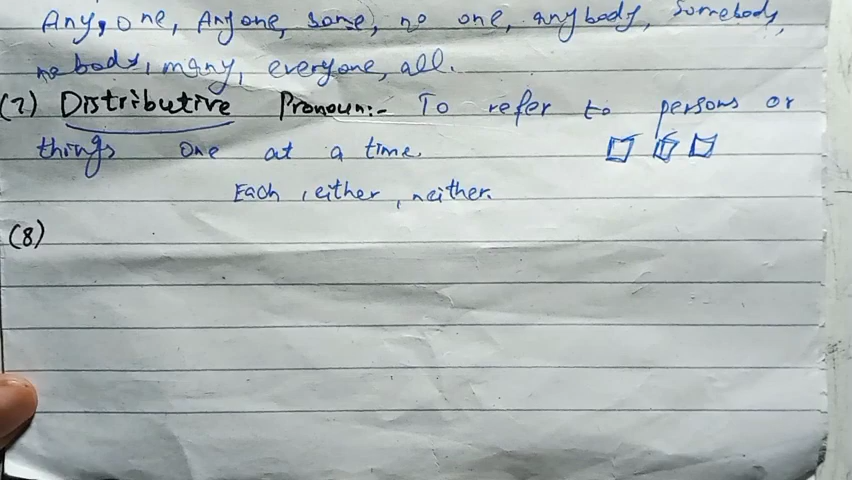 Any, one, Anyone, some, no one, anybody, Somebody,
nobody, many, everyone, all.
(7) Distributive Pronoun:- To refer to persons or
things one at a time.
Each, either, neither.
(8)